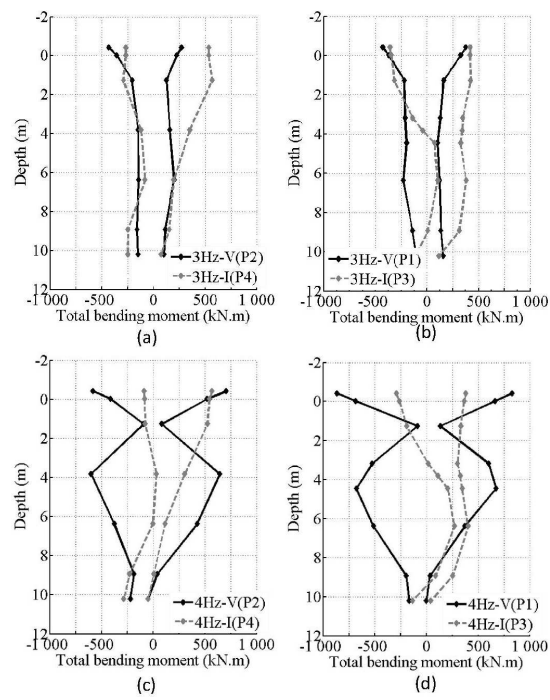 -2
0
2
4
6
8
10
12
Depth (m)
3Hz-V(P2)
3Hz-I(P4)
-1 000 -500 0 500 1 000
Total bending moment (kN.m)
(a)
-2
0
2
4
6
8
10
12
Depth (m)
3Hz-V(P1)
3Hz-I(P3)
-1 000 -500 0 500 1 000
Total bending moment (kN.m)
(b)
-2
0
2
4
6
8
10
12
Depth (m)
4Hz-V(P2)
4Hz-I(P4)
-1 000 -500 0 500 1 000
Total bending moment (kN.m)
(c)
-2
0
2
4
6
8
10
12
Depth (m)
4Hz-V(P1)
4Hz-I(P3)
-1 000 -500 0 500 1 000
Total bending moment (kN.m)
(d)